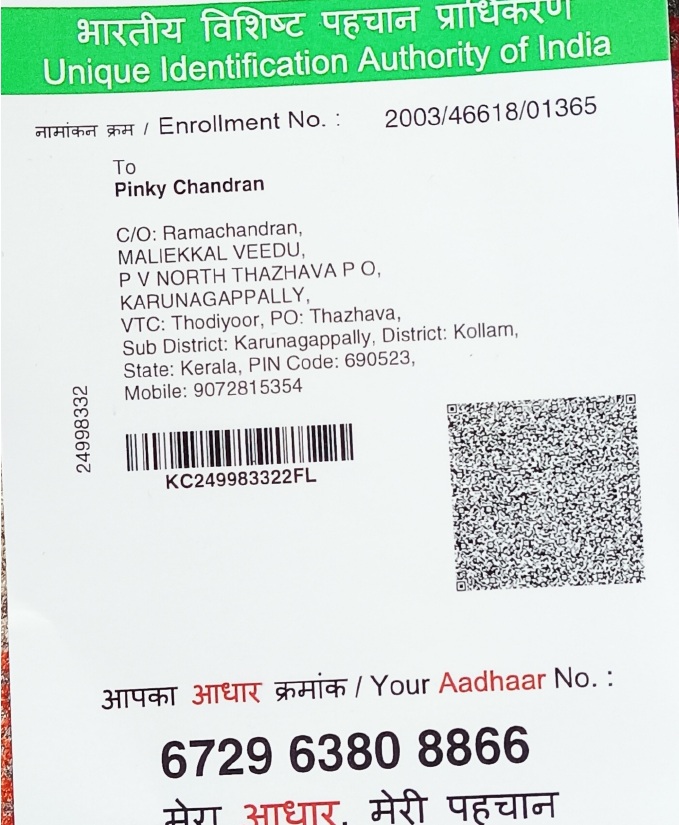 भारतीय विशिष्ट पहचान प्राधिकरण
Unique Identification Authority of India
नामांकन क्रम / Enrollment No. : 2003/46618/01365
To
Pinky Chandran
C/O: Ramachandran,
MALIEKKAL VEEDU,
P V NORTH THAZHAVA P O,
KARUNAGAPPALLY,
VTC: Thodiyoor, PO: Thazhava,
Sub District: Karunagappally, District: Kollam,
State: Kerala, PIN Code: 690523,
Mobile: 9072815354
24998332
KC249983322FL
आपका आधार क्रमांक / Your Aadhaar No. :
6729 6380 8866
मेरा आधार, मेरी पहचान